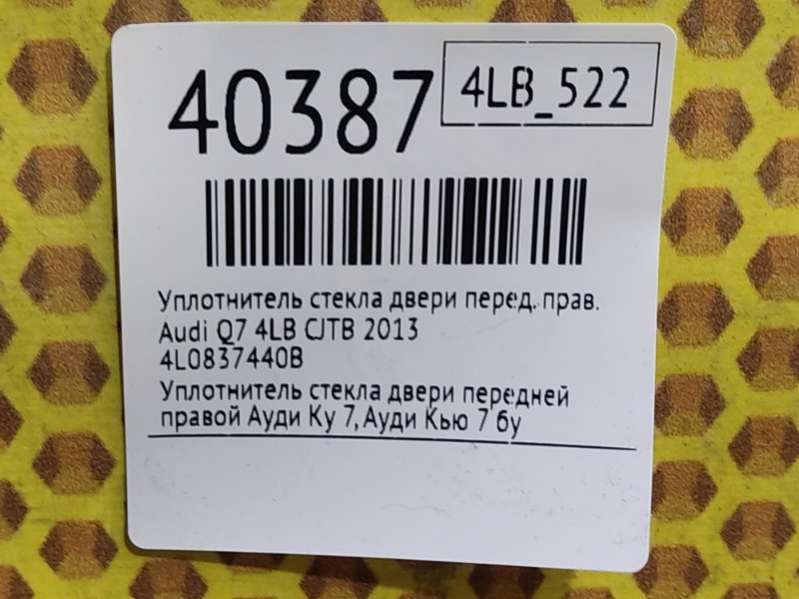 40387
4LB_522
Уплотнитель стекла двери перед. прав.
Audi Q7 4LB CJTB 2013
4L0837440B
Уплотнитель стекла двери передней
правой Ауди Ку 7, Ауди Кью 7 бу